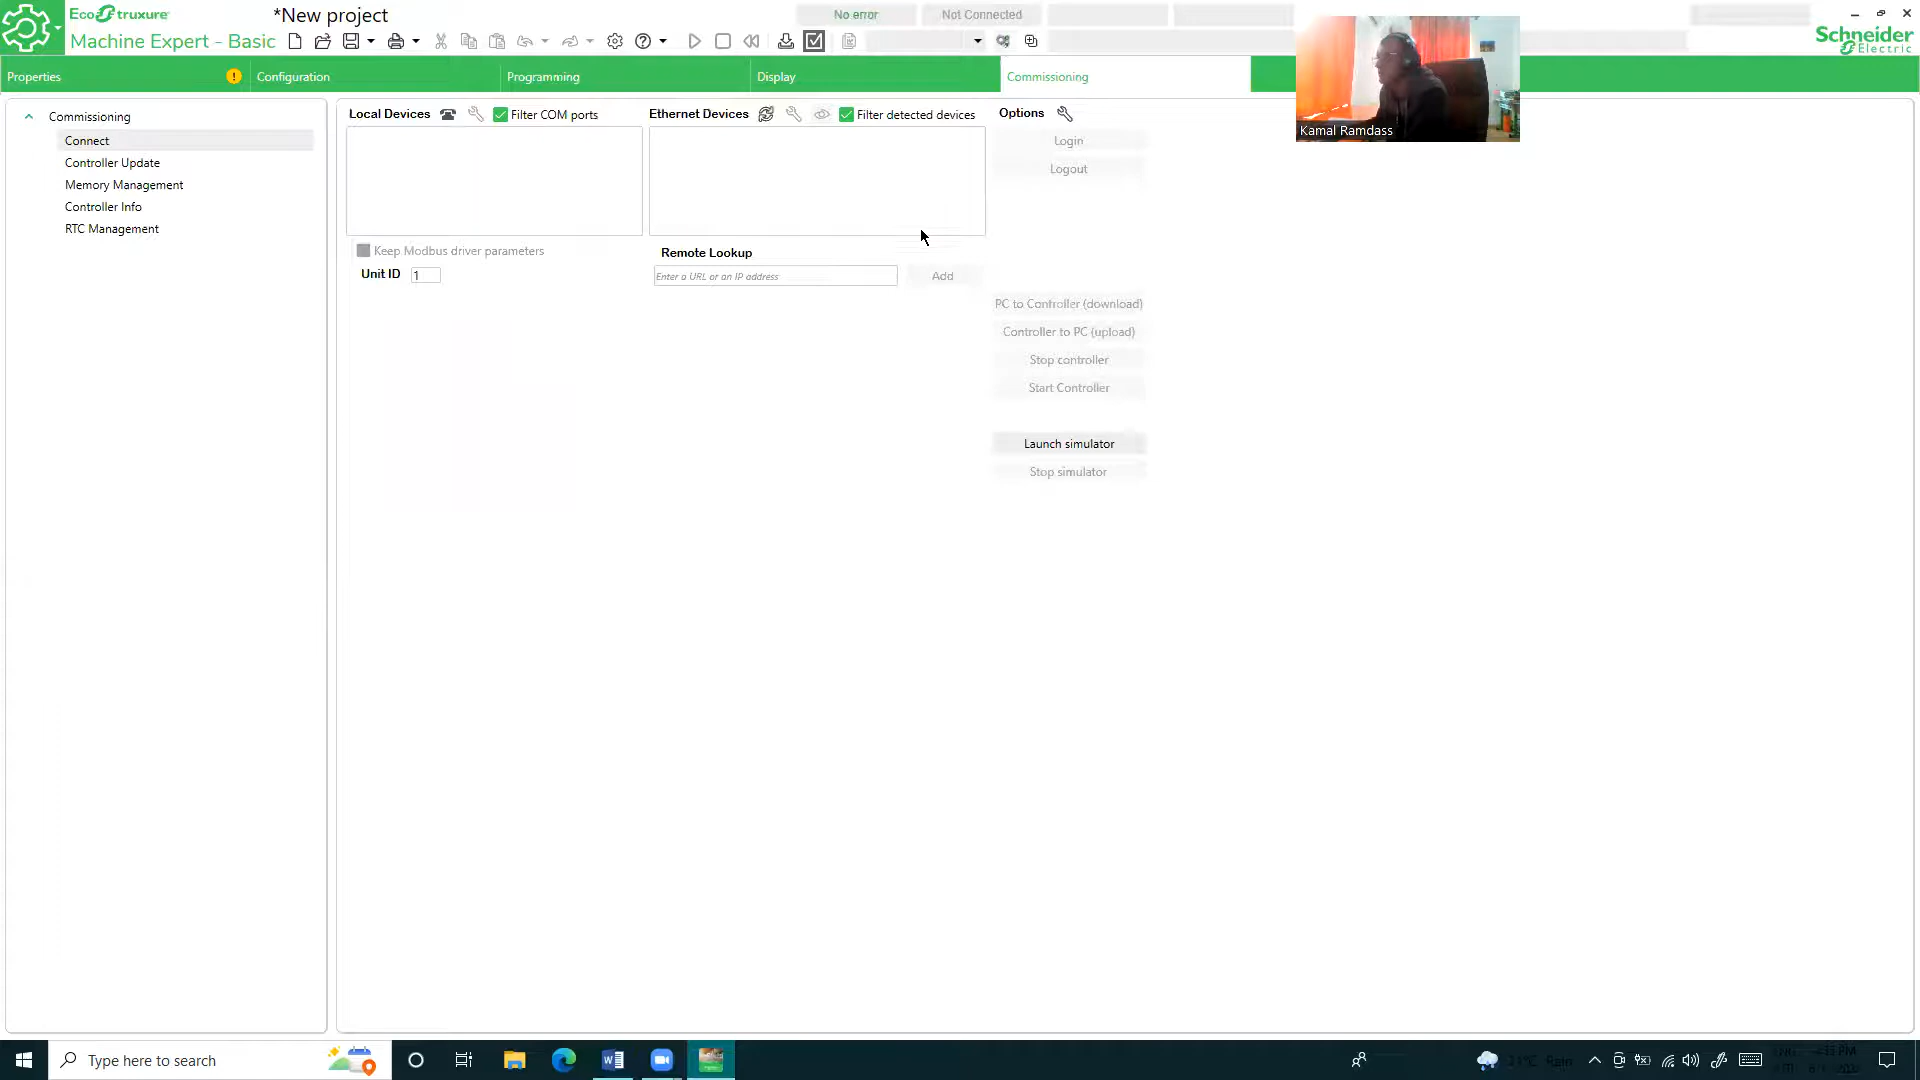 EcoStruxure
Machine Expert - Basic
*New project
No error
Not Connected
Schneider
Electric
Properties
Configuration
Programming
Display
Commissioning
Commissioning
Connect
Controller Update
Memory Management
Controller Info
RTC Management
Local Devices
Filter COM ports
Ethernet Devices
Filter detected devices
Options
Login
Logout
Keep Modbus driver parameters
Unit ID 1
Remote Lookup
Enter a URL or an IP address
Add
PC to Controller (download)
Controller to PC (upload)
Stop controller
Start Controller
Launch simulator
Stop simulator
Kamal Ramdass
Type here to search
Rain